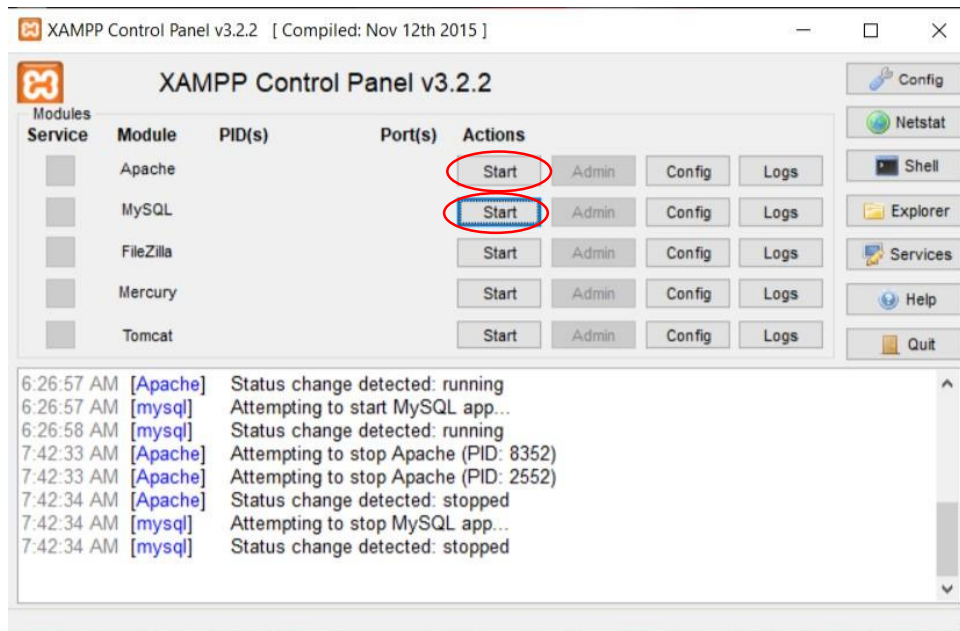 XAMPP Control Panel v3.2.2 [ Compiled: Nov 12th 2015 ]
XAMPP Control Panel v3.2.2
Config
Modules
Service Module PID(s) Port(s) Actions
Netstat
Apache Start Admin Config Logs
Shell
MySQL Start Admin Config Logs
Explorer
FileZilla Start Admin Config Logs
Services
Mercury Start Admin Config Logs
Help
Tomcat Start Admin Config Logs
Quit
6:26:57 AM [Apache] Status change detected: running
6:26:57 AM [mysql] Attempting to start MySQL app...
6:26:58 AM [mysql] Status change detected: running
7:42:33 AM [Apache] Attempting to stop Apache (PID: 8352)
7:42:33 AM [Apache] Attempting to stop Apache (PID: 2552)
7:42:34 AM [Apache] Status change detected: stopped
7:42:34 AM [mysql] Attempting to stop MySQL app...
7:42:34 AM [mysql] Status change detected: stopped